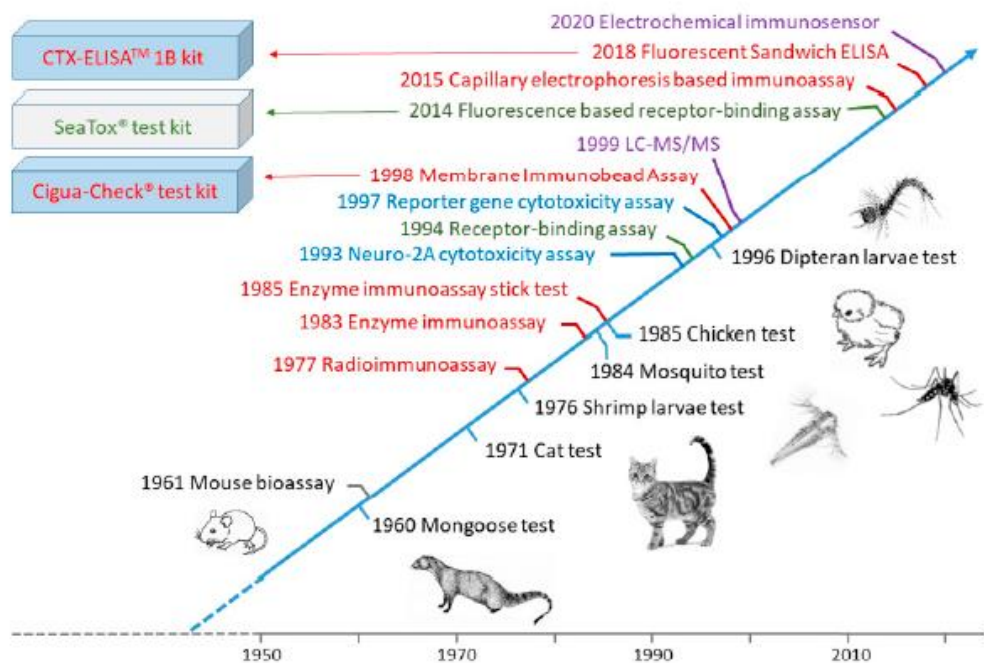 2020 Electrochemical immunosensor
CTX-ELISA™ 1B kit
2018 Fluorescent Sandwich ELISA
2015 Capillary electrophoresis based immunoassay
SeaTox® test kit
2014 Fluorescence based receptor-binding assay
1999 LC-MS/MS
Cigua-Check® test kit
1998 Membrane Immunobead Assay
1997 Reporter gene cytotoxicity assay
1994 Receptor-binding assay
1993 Neuro-2A cytotoxicity assay
1996 Dipteran larvae test
1985 Enzyme immunoassay stick test
1983 Enzyme immunoassay
1985 Chicken test
1977 Radioimmunoassay
1984 Mosquito test
1976 Shrimp larvae test
1971 Cat test
1961 Mouse bioassay
1960 Mongoose test
1950 1970 1990 2010